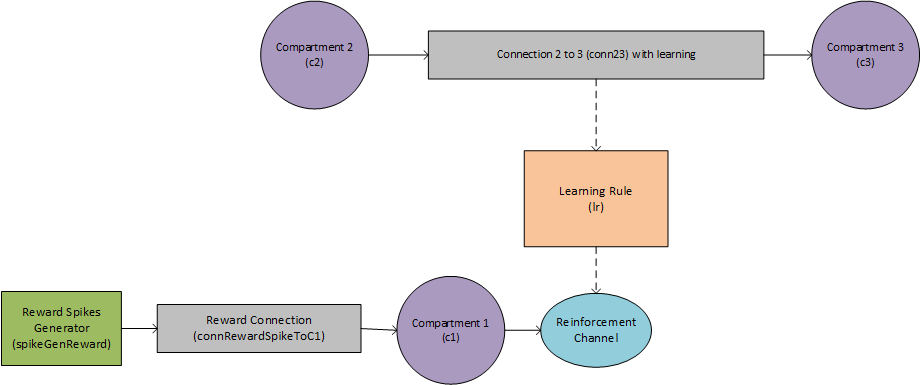 Compartment 2
(c2)
Connection 2 to 3 (conn23) with learning
Compartment 3
(c3)
Learning Rule
(lr)
Reward Spikes
Generator
(spikeGenReward)
Reward Connection
(connRewardSpikeToC1)
Compartment 1
(c1)
Reinforcement
Channel